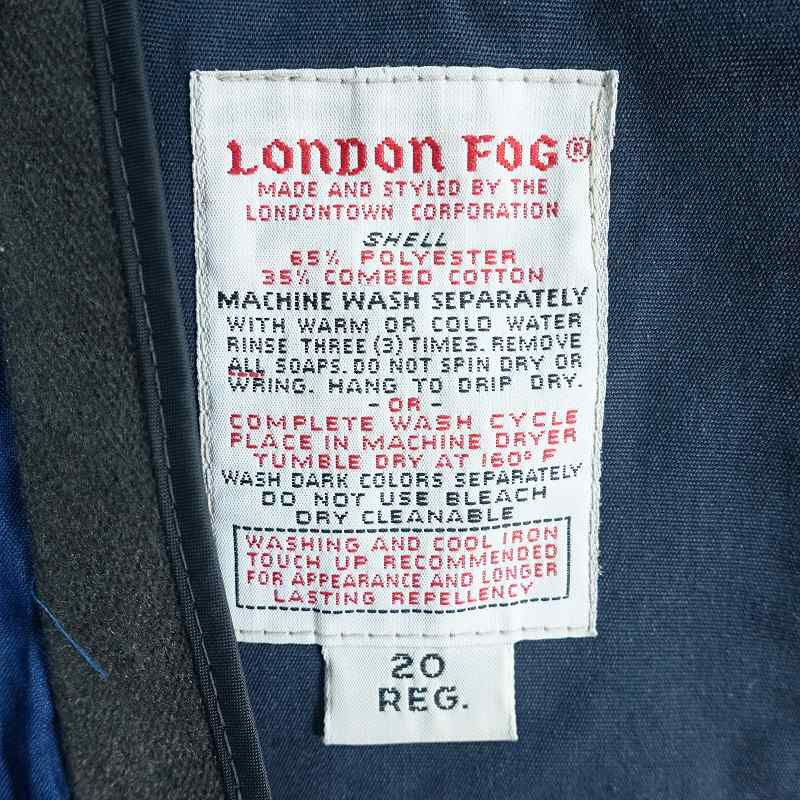 LONDON FOG®
MADE AND STYLED BY THE
LONDONTOWN CORPORATION
SHELL
65% POLYESTER
35% COMBED COTTON
MACHINE WASH SEPARATELY
WITH WARM OR COLD WATER
RINSE THREE (3) TIMES. REMOVE
ALL SOAPS. DO NOT SPIN DRY OR
WRING. HANG TO DRIP DRY.
-OR-
COMPLETE WASH CYCLE
PLACE IN MACHINE DRYER
TUMBLE DRY AT 160° F
WASH DARK COLORS SEPARATELY
DO NOT USE BLEACH
DRY CLEANABLE
WASHING AND COOL IRON
TOUCH UP RECOMMENDED
FOR APPEARANCE AND LONGER
LASTING REPELLENCY
20
REG.